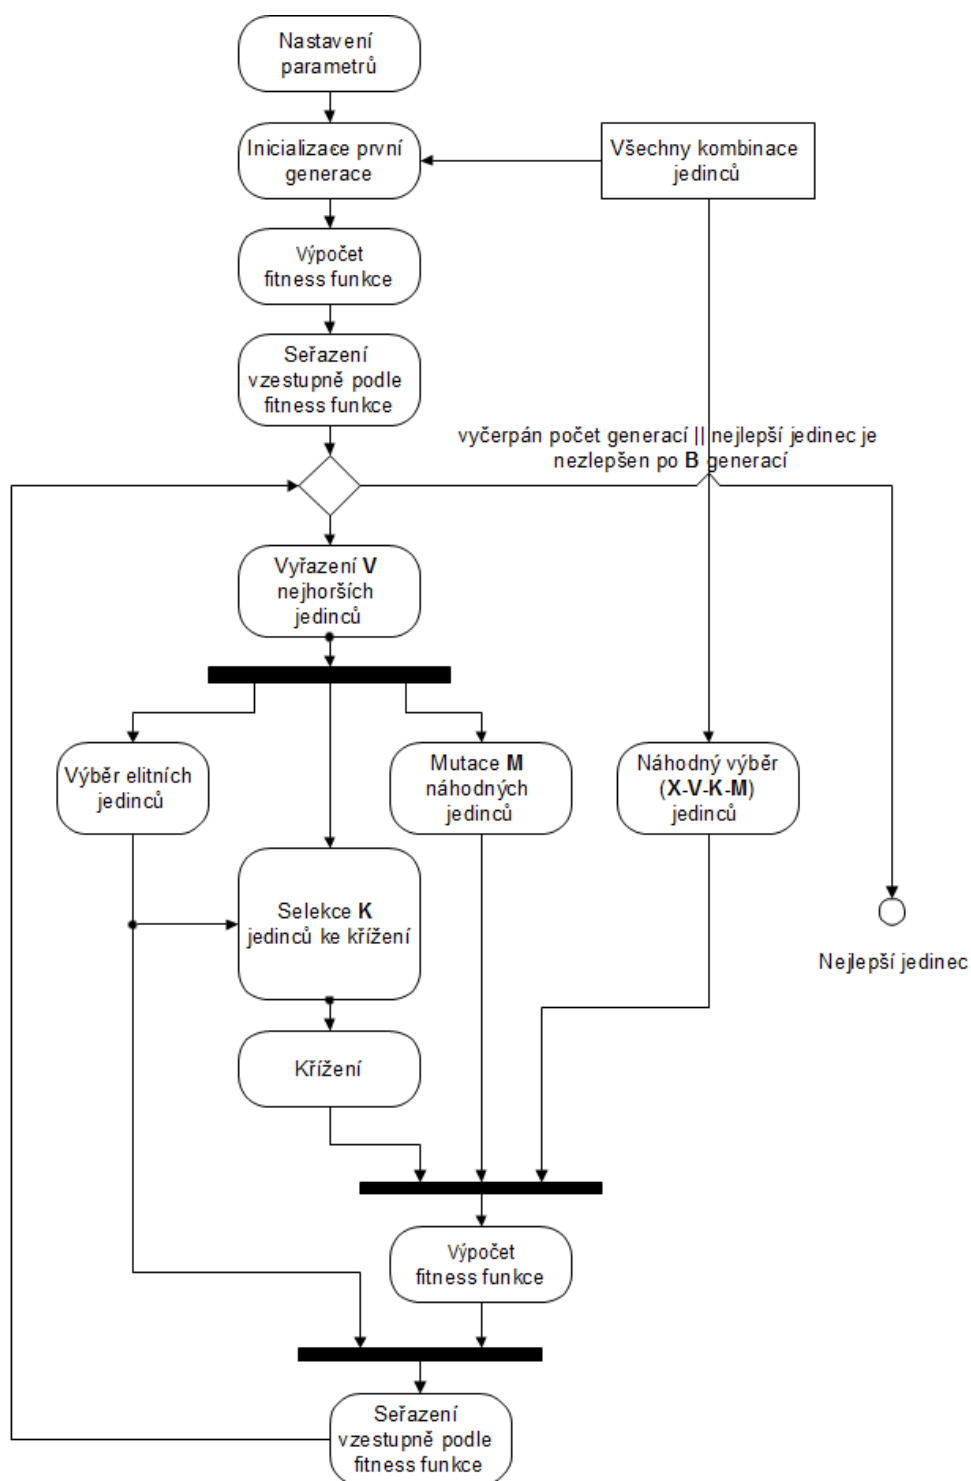 Nastavení
parametrů
Inicializace první
generace
Všechny kombinace
jedinců
Výpočet
fitness funkce
Seřazení
vzestupně podle
fitness funkce
vyčerpán počet generací || nejlepší jedinec je
nezlepšen po B generací
Vyřazení V
nejhorších
jedinců
Výběr elitních
jedinců
Mutace M
náhodných
jedinců
Náhodný výběr
(X-V-K-M)
jedinců
Selekce K
jedinců ke křížení
Nejlepší jedinec
Křížení
Výpočet
fitness funkce
Seřazení
vzestupně podle
fitness funkce